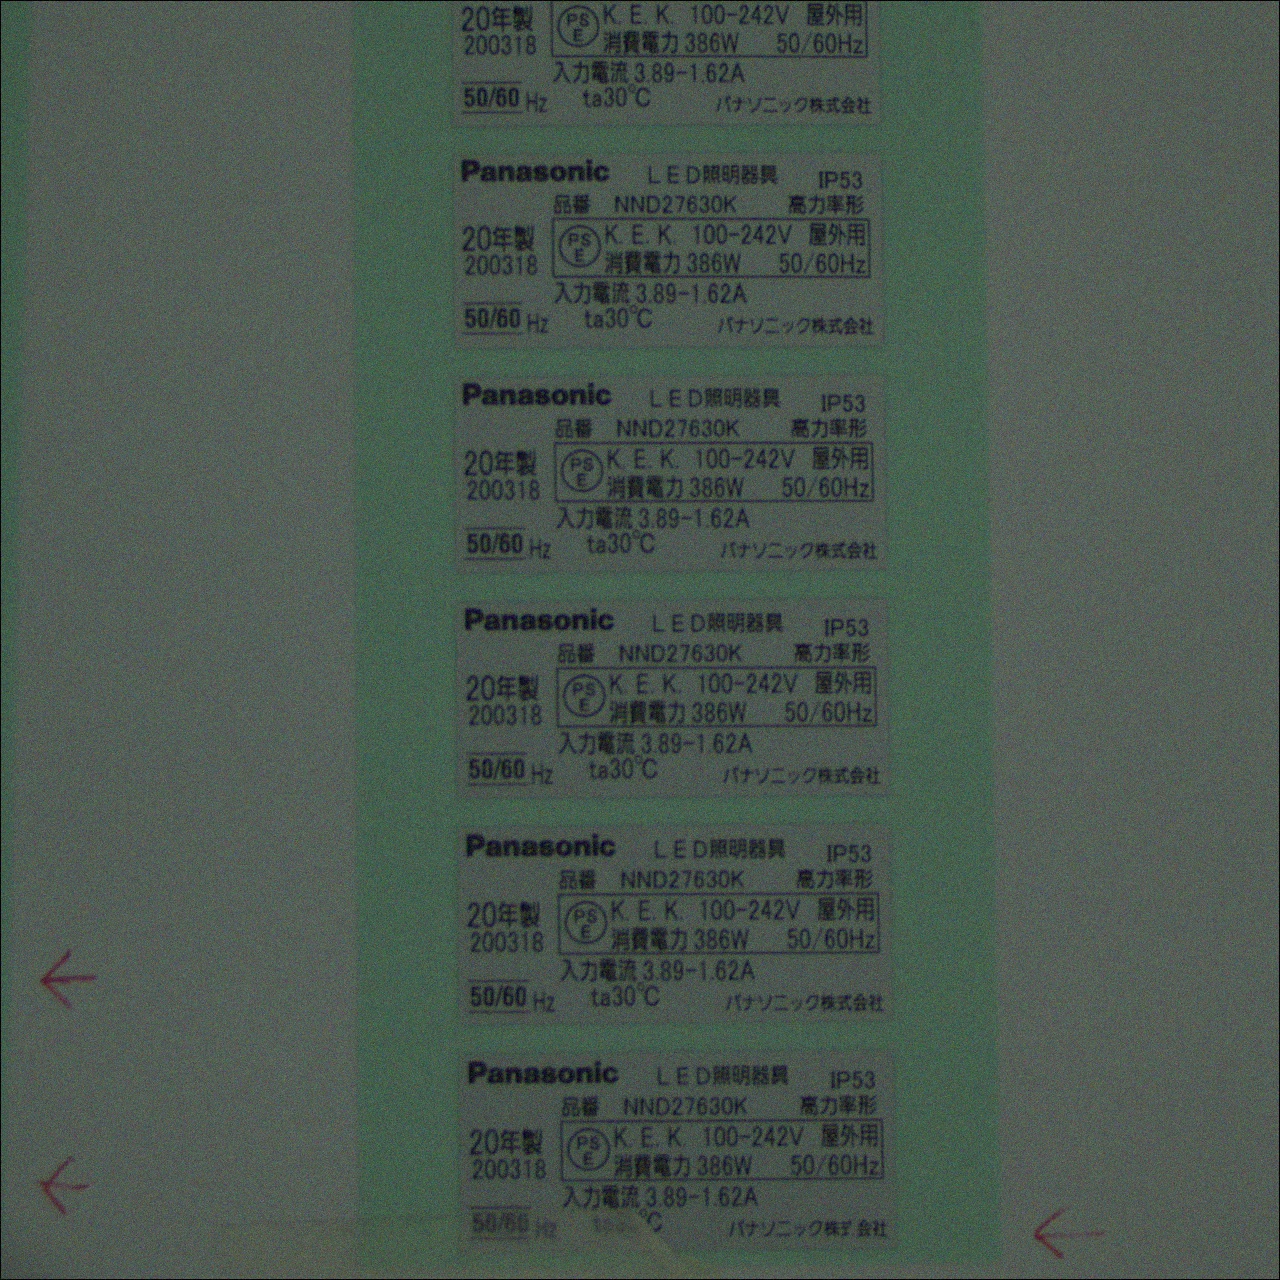 20年製 PSE K. E. K. 100-242V 屋外用
200318 消費電力 386W 50/60Hz
入力電流 3.89-1.62A
50/60 Hz ta30℃ パナソニック株式会社
Panasonic LED照明器具 IP53
品番 NND27630K 高力率形
20年製 PSE K. E. K. 100-242V 屋外用
200318 消費電力 386W 50/60Hz
入力電流 3.89-1.62A
50/60 Hz ta30℃ パナソニック株式会社
Panasonic LED照明器具 IP53
品番 NND27630K 高力率形
20年製 PSE K. E. K. 100-242V 屋外用
200318 消費電力 386W 50/60Hz
入力電流 3.89-1.62A
50/60 Hz ta30℃ パナソニック株式会社
Panasonic LED照明器具 IP53
品番 NND27630K 高力率形
20年製 PSE K. E. K. 100-242V 屋外用
200318 消費電力 386W 50/60Hz
入力電流 3.89-1.62A
50/60 Hz ta30℃ パナソニック株式会社
Panasonic LED照明器具 IP53
品番 NND27630K 高力率形
20年製 PSE K. E. K. 100-242V 屋外用
200318 消費電力 386W 50/60Hz
入力電流 3.89-1.62A
50/60 Hz ta30℃ パナソニック株式会社
Panasonic LED照明器具 IP53
品番 NND27630K 高力率形
20年製 PSE K. E. K. 100-242V 屋外用
200318 消費電力 386W 50/60Hz
入力電流 3.89-1.62A
50/60 Hz ℃ パナソニック株式会社